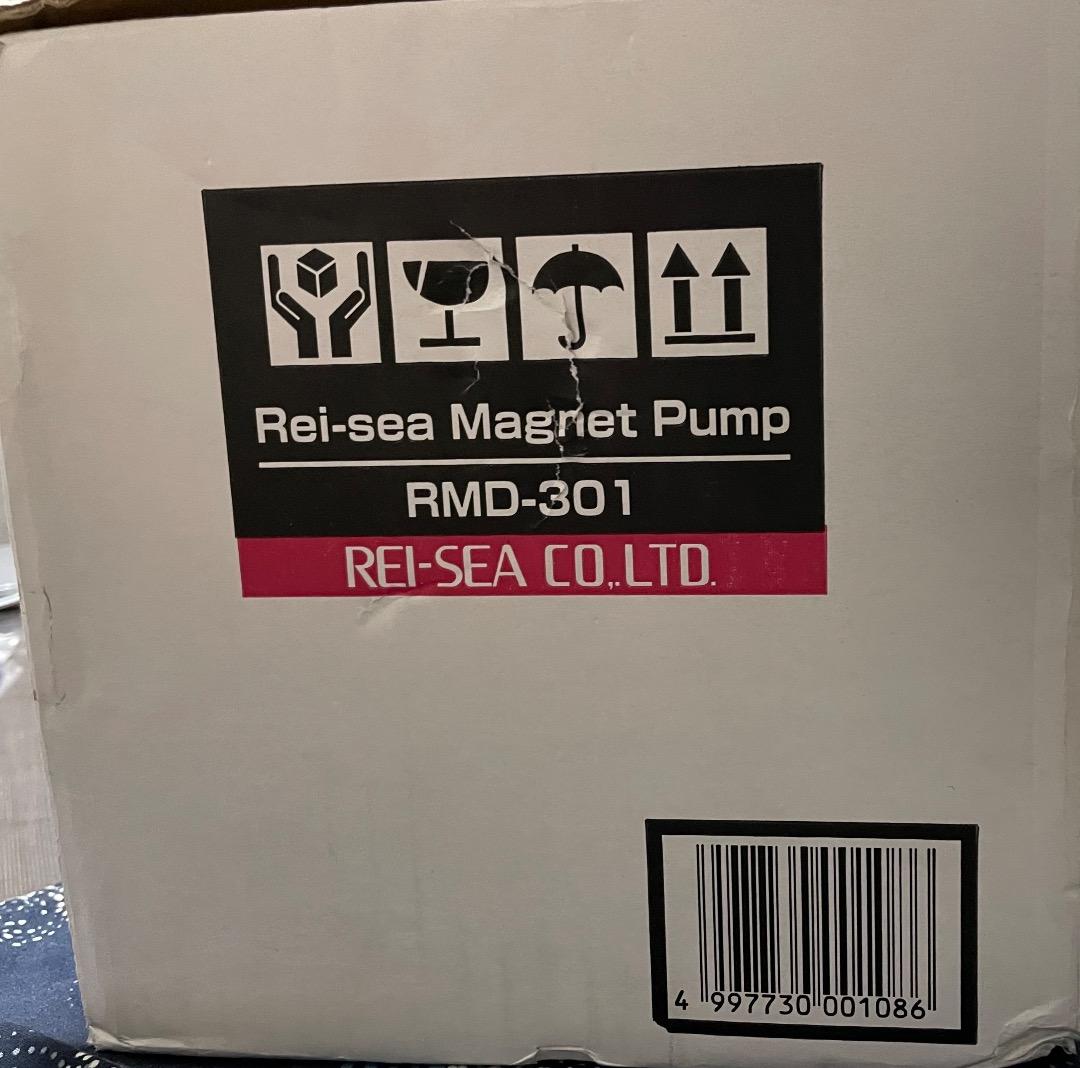 Rei-sea Magnet Pump
RMD-301
REI-SEA CO,.LTD.
4 997730 001086